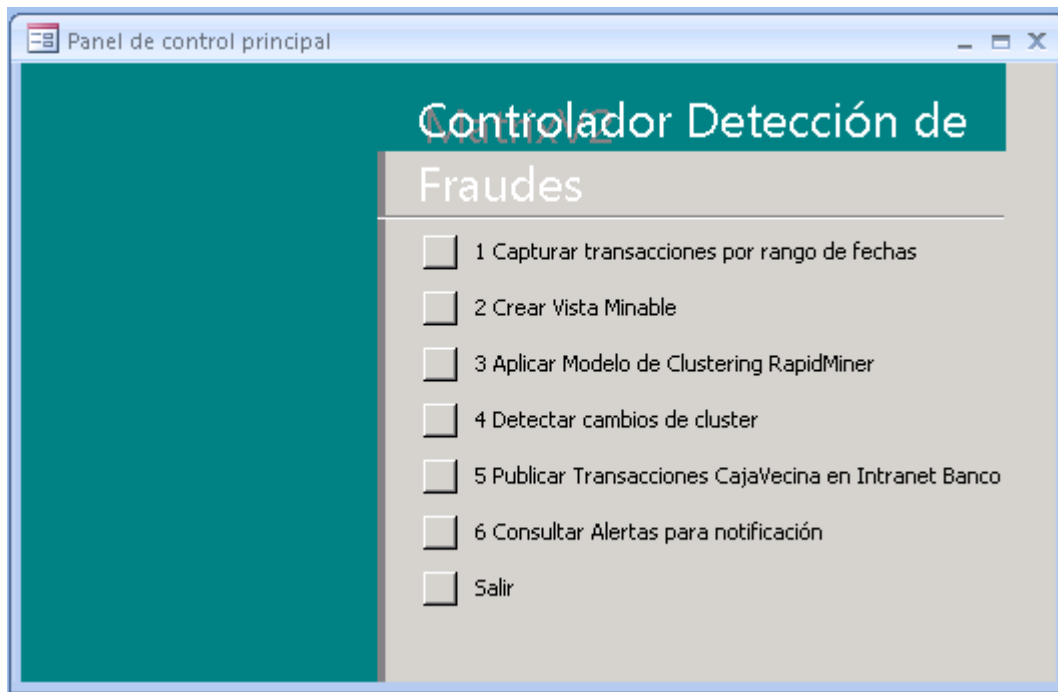 Panel de control principal
MatrixV2
Controlador Detección de
Fraudes
1 Capturar transacciones por rango de fechas
2 Crear Vista Minable
3 Aplicar Modelo de Clustering RapidMiner
4 Detectar cambios de cluster
5 Publicar Transacciones CajaVecina en Intranet Banco
6 Consultar Alertas para notificación
Salir